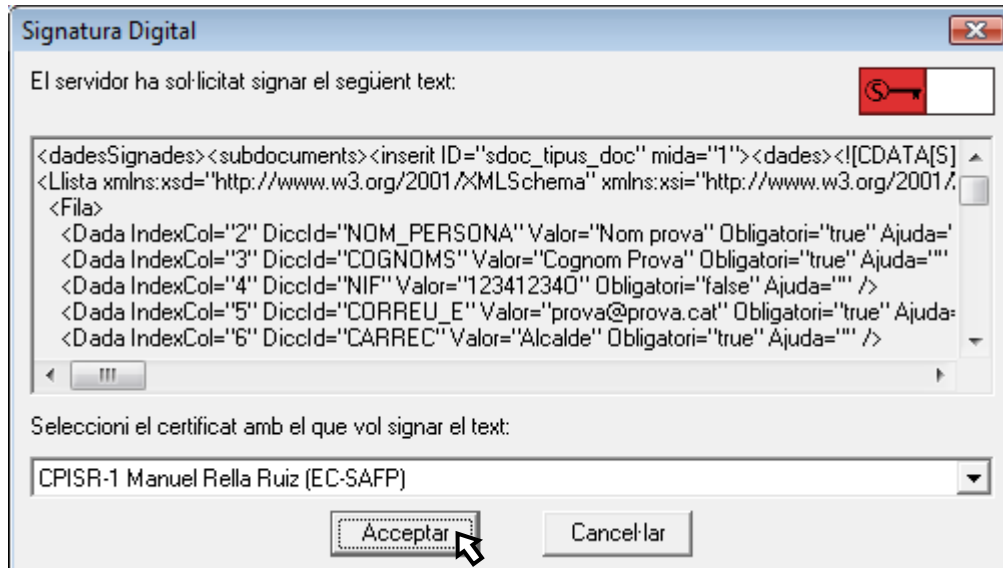 Signatura Digital
El servidor ha sol·licitat signar el següent text:
<dadesSignades><subdocuments><inserit ID="sdoc_tipus_doc" mida="1"><dades><![CDATA[S]
<Llista xmlns:xsd="http://www.w3.org/2001/XMLSchema" xmlns:xsi="http://www.w3.org/2001/
<Fila>
<Dada IndexCol="2" DiccId="NOM_PERSONA" Valor="Nom prova" Obligatori="true" Ajuda="
<Dada IndexCol="3" DiccId="COGNOMS" Valor="Cognom Prova" Obligatori="true" Ajuda=""
<Dada IndexCol="4" DiccId="NIF" Valor="12341234O" Obligatori="false" Ajuda="" />
<Dada IndexCol="5" DiccId="CORREU_E" Valor="prova@prova.cat" Obligatori="true" Ajuda=
<Dada IndexCol="6" DiccId="CARREC" Valor="Alcalde" Obligatori="true" Ajuda="" />
Seleccioni el certificat amb el que vol signar el text:
CPISR-1 Manuel Rella Ruiz (EC-SAFP)
Acceptar Cancel·lar